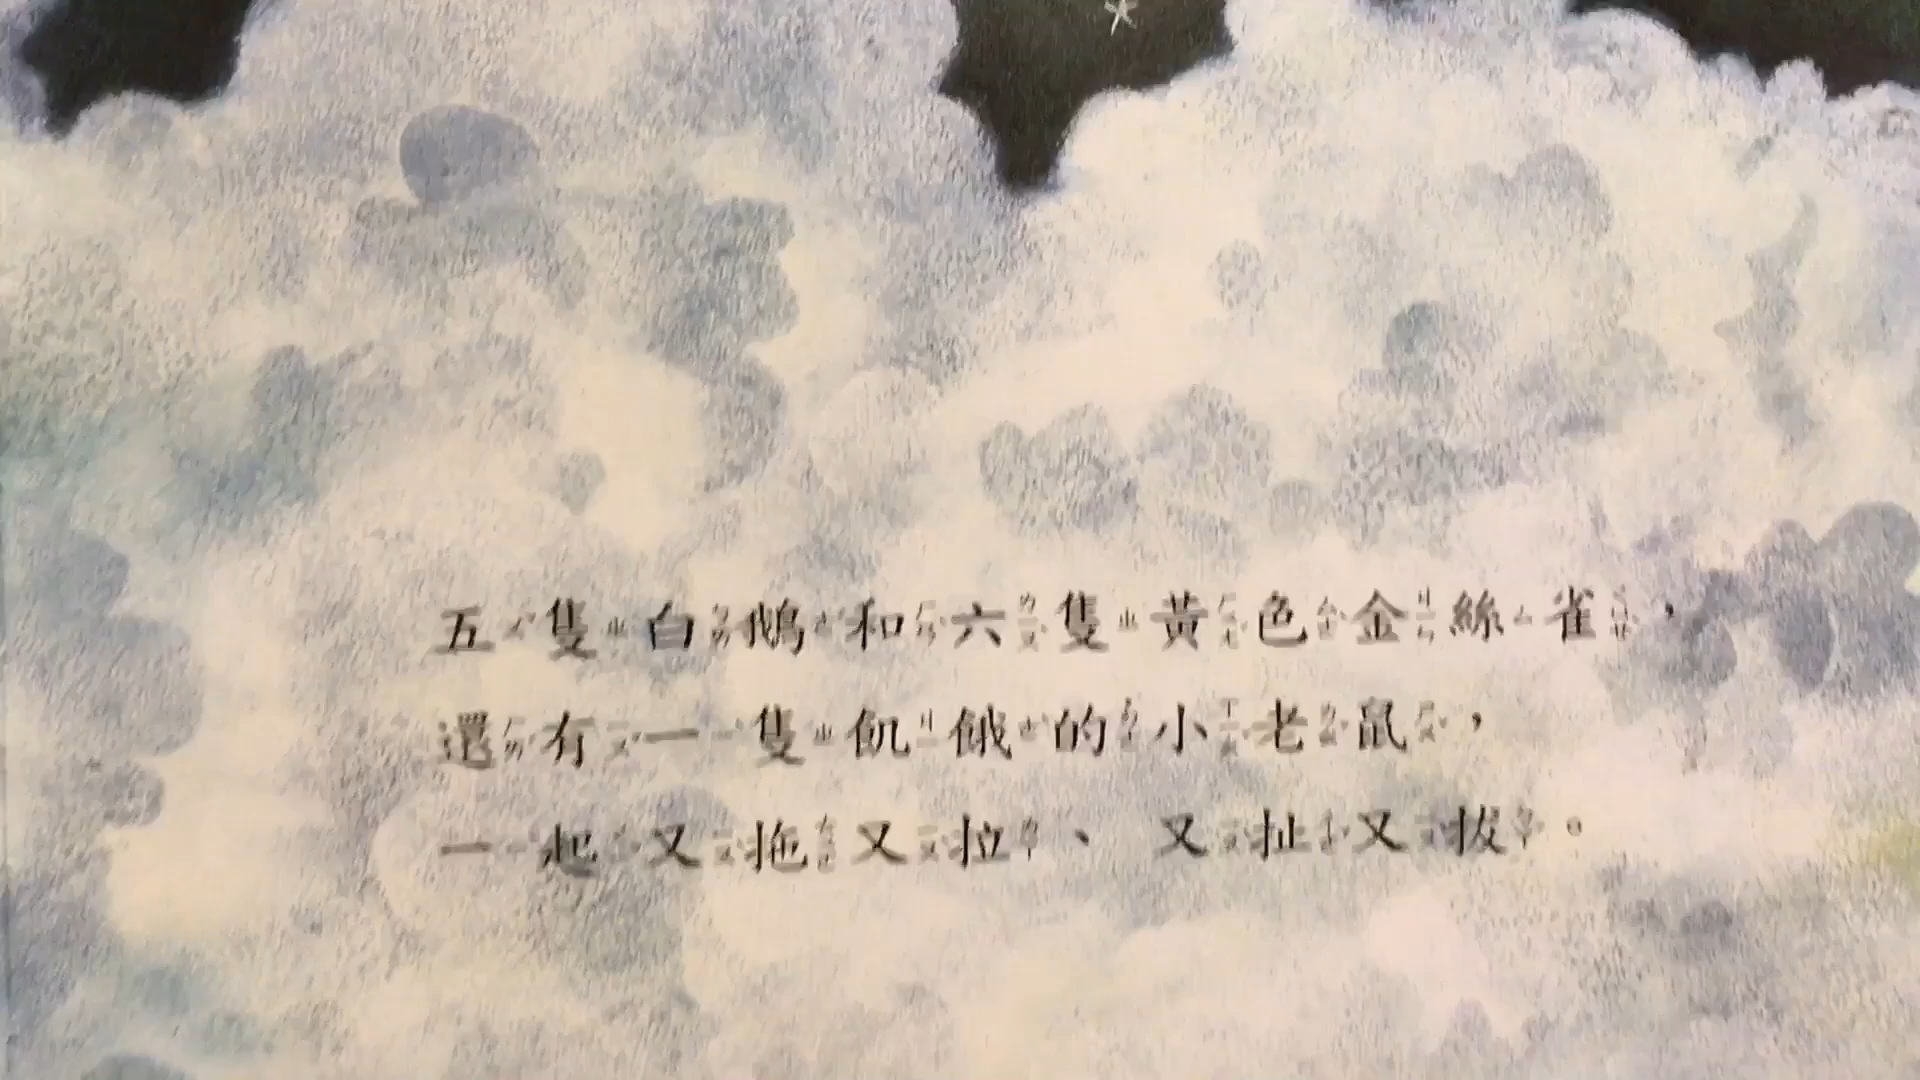 五隻白鵝和六隻黃色金絲雀，
還有一隻飢餓的小老鼠，
一起又拖又拉、又扯又拔。